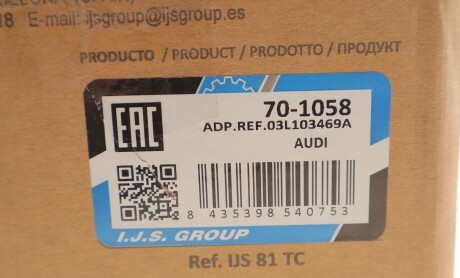 18 E-mail: ijsgroup@ijsgroup.es
PRODUCTO / PRODUCT / PRODOTTO / ПРОДУКТ
EAC
70-1058
ADP.REF.03L103469A
AUDI
8 435398 540753
I.J.S. GROUP
Ref. IJS 81 TC